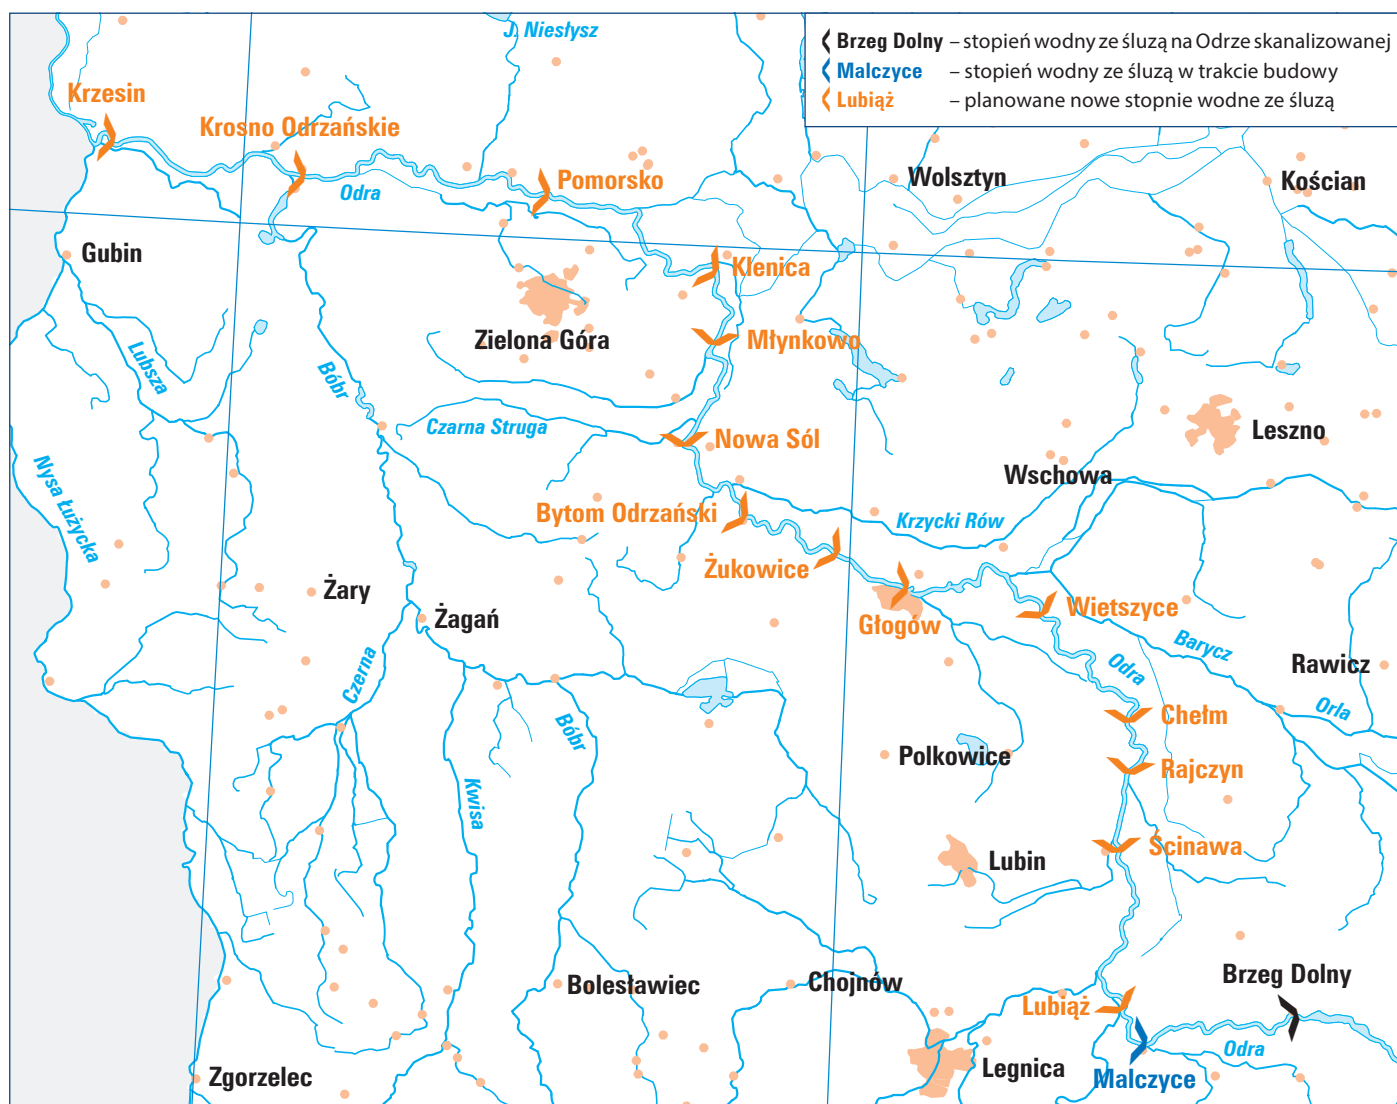 J. Niesłysz
Brzeg Dolny – stopień wodny ze śluzą na Odrze skanalizowanej
Malczyce – stopień wodny ze śluzą w trakcie budowy
Lubiąż – planowane nowe stopnie wodne ze śluzą
Krzesin
Krosno Odrzańskie
Odra
Pomorsko
Wolsztyn
Kościan
Gubin
Klenica
Zielona Góra
Młynkowo
Lubsza
Bóbr
Czarna Struga
Nowa Sól
Leszno
Wschowa
Nysa Łużycka
Bytom Odrzański
Krzycki Rów
Żukowice
Żary
Żagań
Głogów
Wietszyce
Barycz
Odra
Rawicz
Czerna
Orla
Bóbr
Chełm
Polkowice
Rajczyn
Kwisa
Ścinawa
Lubin
Bolesławiec
Chojnów
Brzeg Dolny
Lubiąż
Odra
Zgorzelec
Legnica
Malczyce